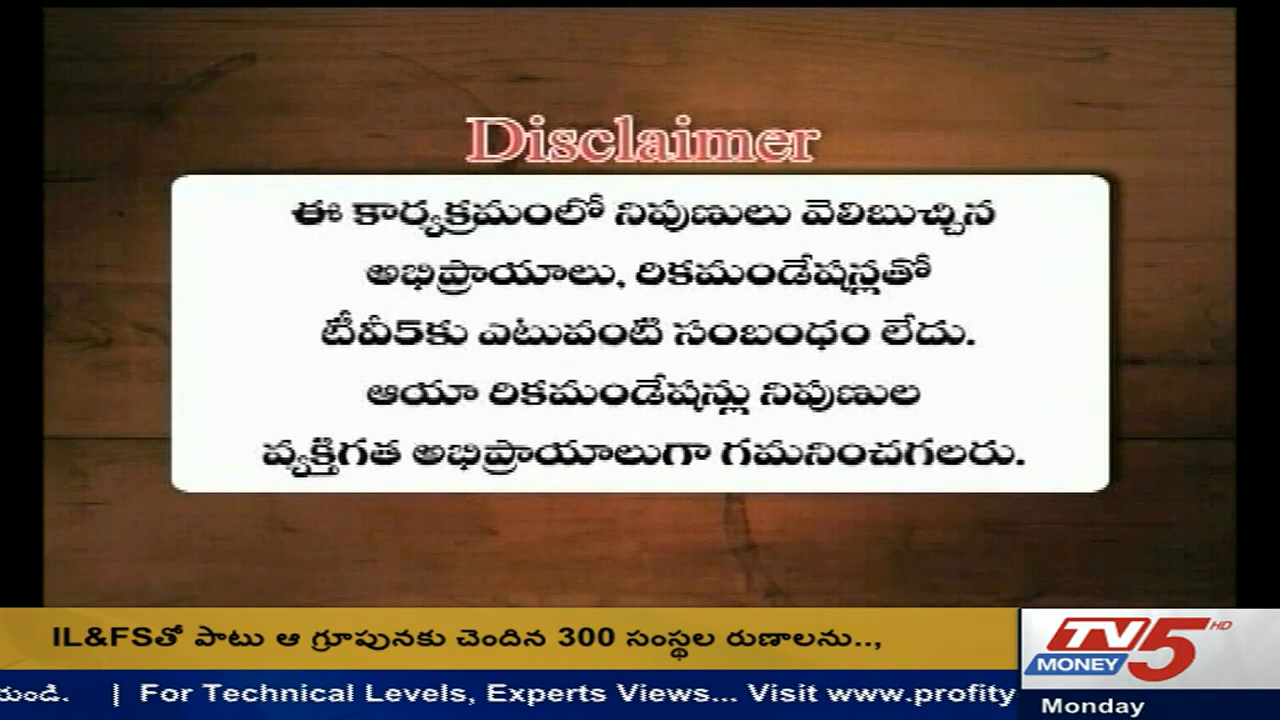 Disclaimer
ఈ కార్యక్రమంలో నిపుణులు వెలిబుచ్చిన
అభిప్రాయాలు, రికమండేషన్లతో
టీవీ5కు ఎటువంటి సంబంధం లేదు.
ఆయా రికమండేషన్లు నిపుణుల
వ్యక్తిగత అభిప్రాయాలుగా గమనించగలరు.
IL&FSతో పాటు ఆ గ్రూపునకు చెందిన 300 సంస్థల రుణాలను..,
TV5 HD
MONEY
| For Technical Levels, Experts Views... Visit www.profity
Monday